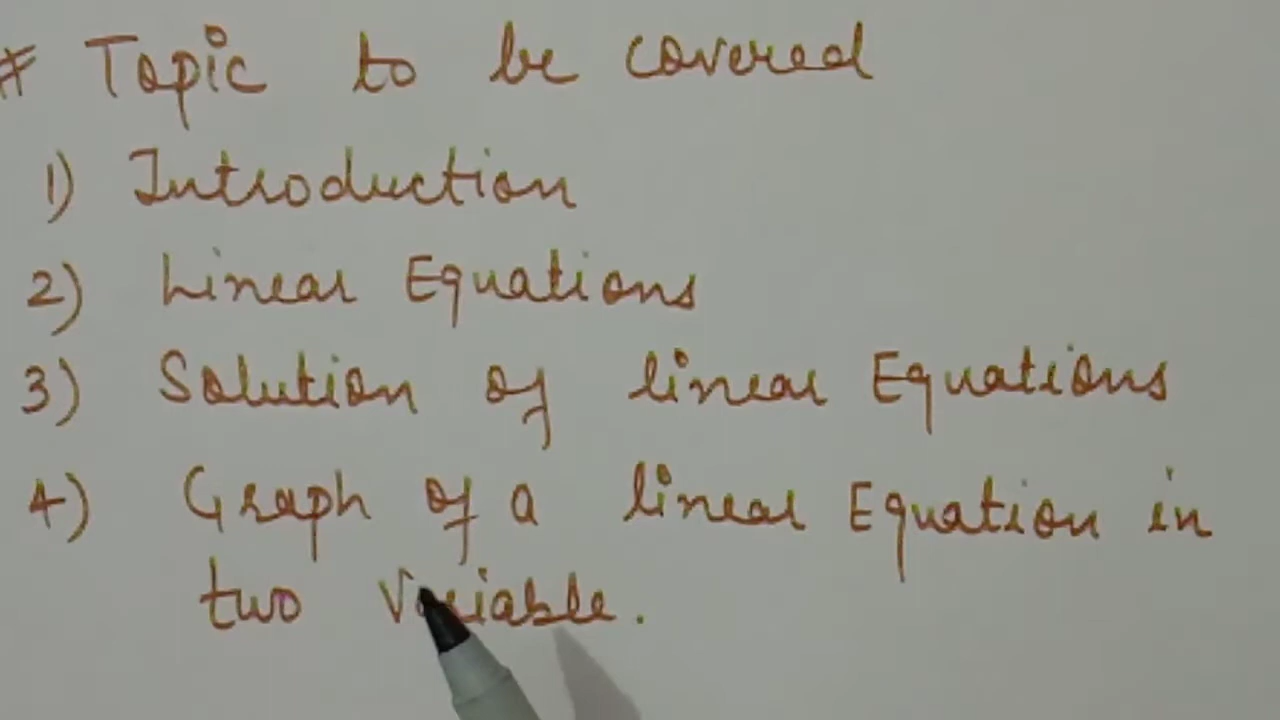 # Topic to be covered
1) Introduction
2) Linear Equations
3) Solution of linear Equations
4) Graph of a linear Equation in
two Variable.